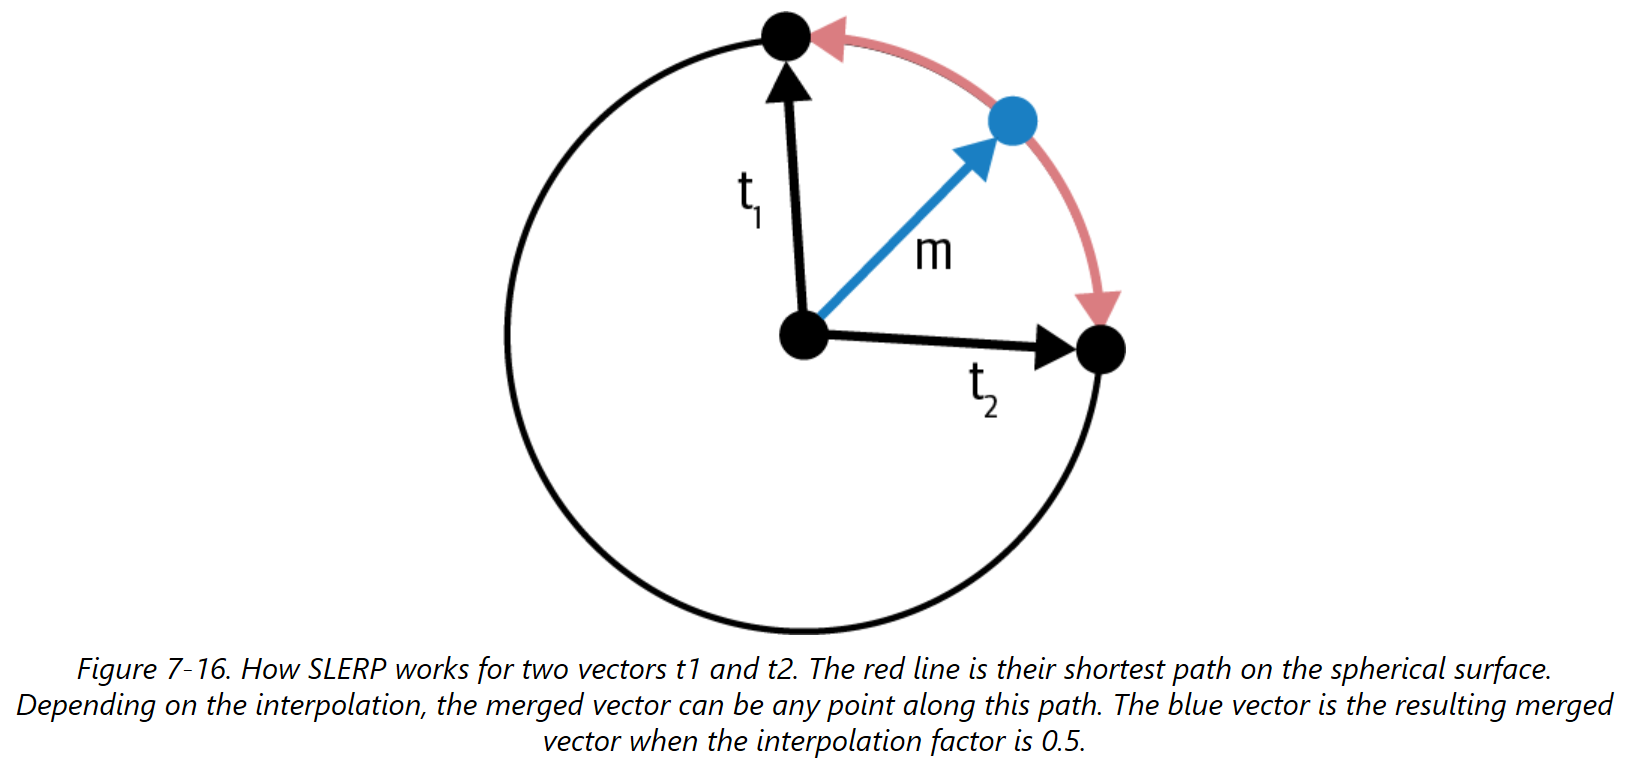 t1
m
t2
Figure 7-16. How SLERP works for two vectors t1 and t2. The red line is their shortest path on the spherical surface.
Depending on the interpolation, the merged vector can be any point along this path. The blue vector is the resulting merged
vector when the interpolation factor is 0.5.